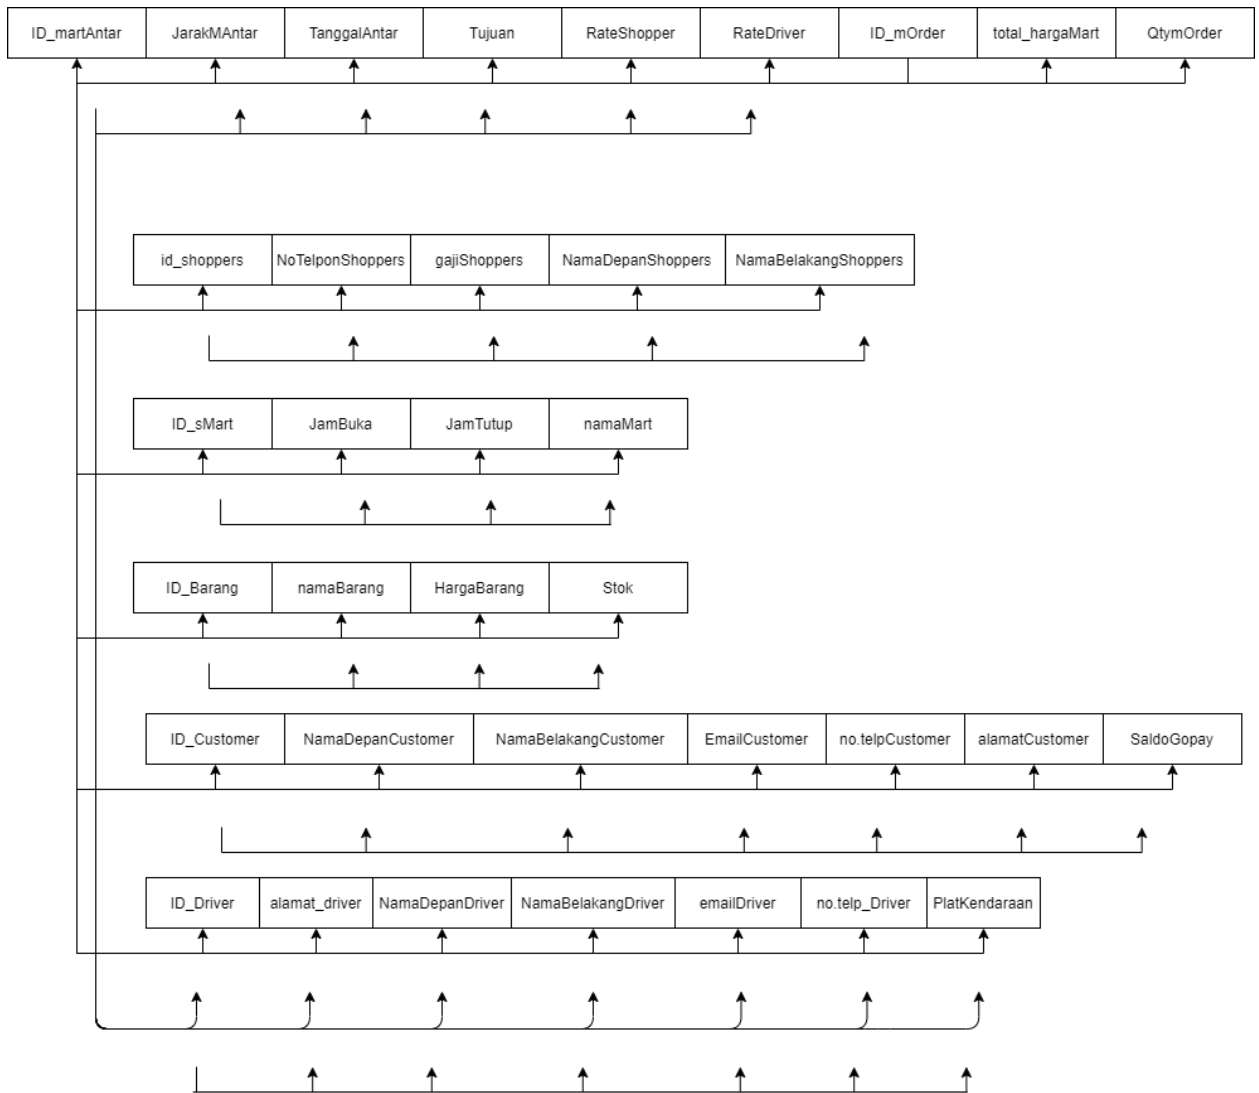 ID_martAntar JarakMAntar TanggalAntar Tujuan RateShopper RateDriver ID_mOrder total_hargaMart QtymOrder
id_shoppers NoTelponShoppers gajiShoppers NamaDepanShoppers NamaBelakangShoppers
ID_sMart JamBuka JamTutup namaMart
ID_Barang namaBarang HargaBarang Stok
ID_Customer NamaDepanCustomer NamaBelakangCustomer EmailCustomer no.telpCustomer alamatCustomer SaldoGopay
ID_Driver alamat_driver NamaDepanDriver NamaBelakangDriver emailDriver no.telp_Driver PlatKendaraan